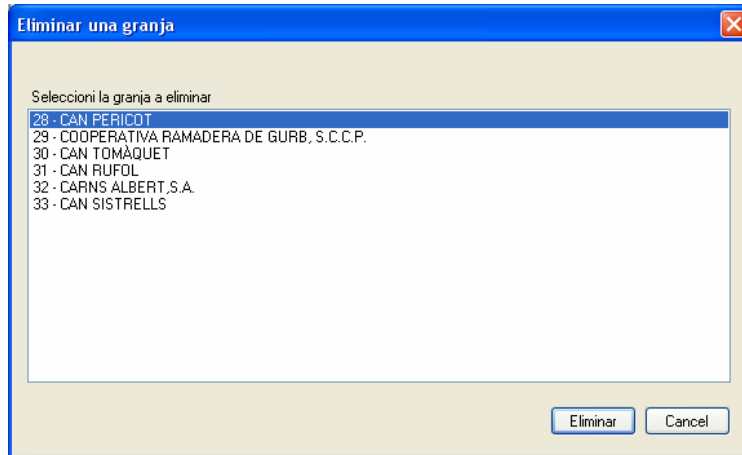 Eliminar una granja
Seleccioni la granja a eliminar
28 - CAN PERICOT
29 - COOPERATIVA RAMADERA DE GURB, S.C.C.P.
30 - CAN TOMÀQUET
31 - CAN RUFOL
32 - CARNS ALBERT,S.A.
33 - CAN SISTRELLS
Eliminar Cancel